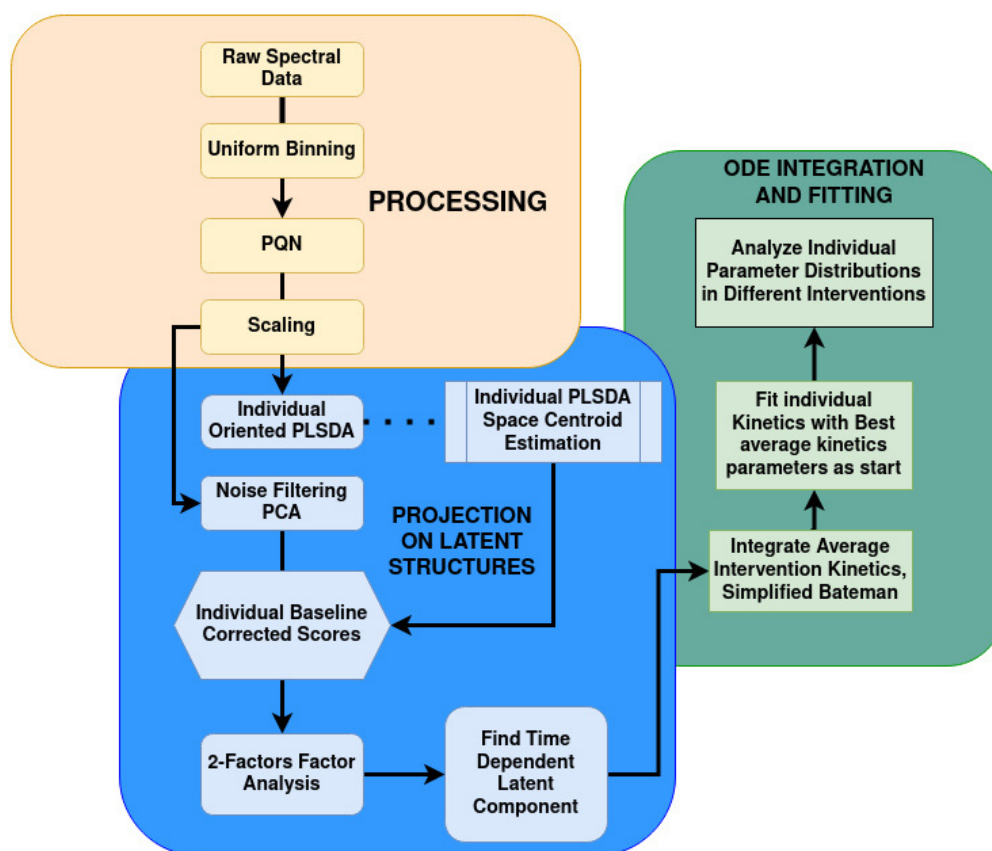 Raw Spectral
Data
Uniform Binning
PROCESSING
PQN
Scaling
Individual
Oriented PLSDA
Individual PLSDA
Space Centroid
Estimation
Noise Filtering
PCA
PROJECTION
ON LATENT
STRUCTURES
Individual Baseline
Corrected Scores
2-Factors Factor
Analysis
Find Time
Dependent
Latent
Component
ODE INTEGRATION
AND FITTING
Analyze Individual
Parameter Distributions
in Different Interventions
Fit individual
Kinetics with Best
average kinetics
parameters as start
Integrate Average
Intervention Kinetics,
Simplified Bateman